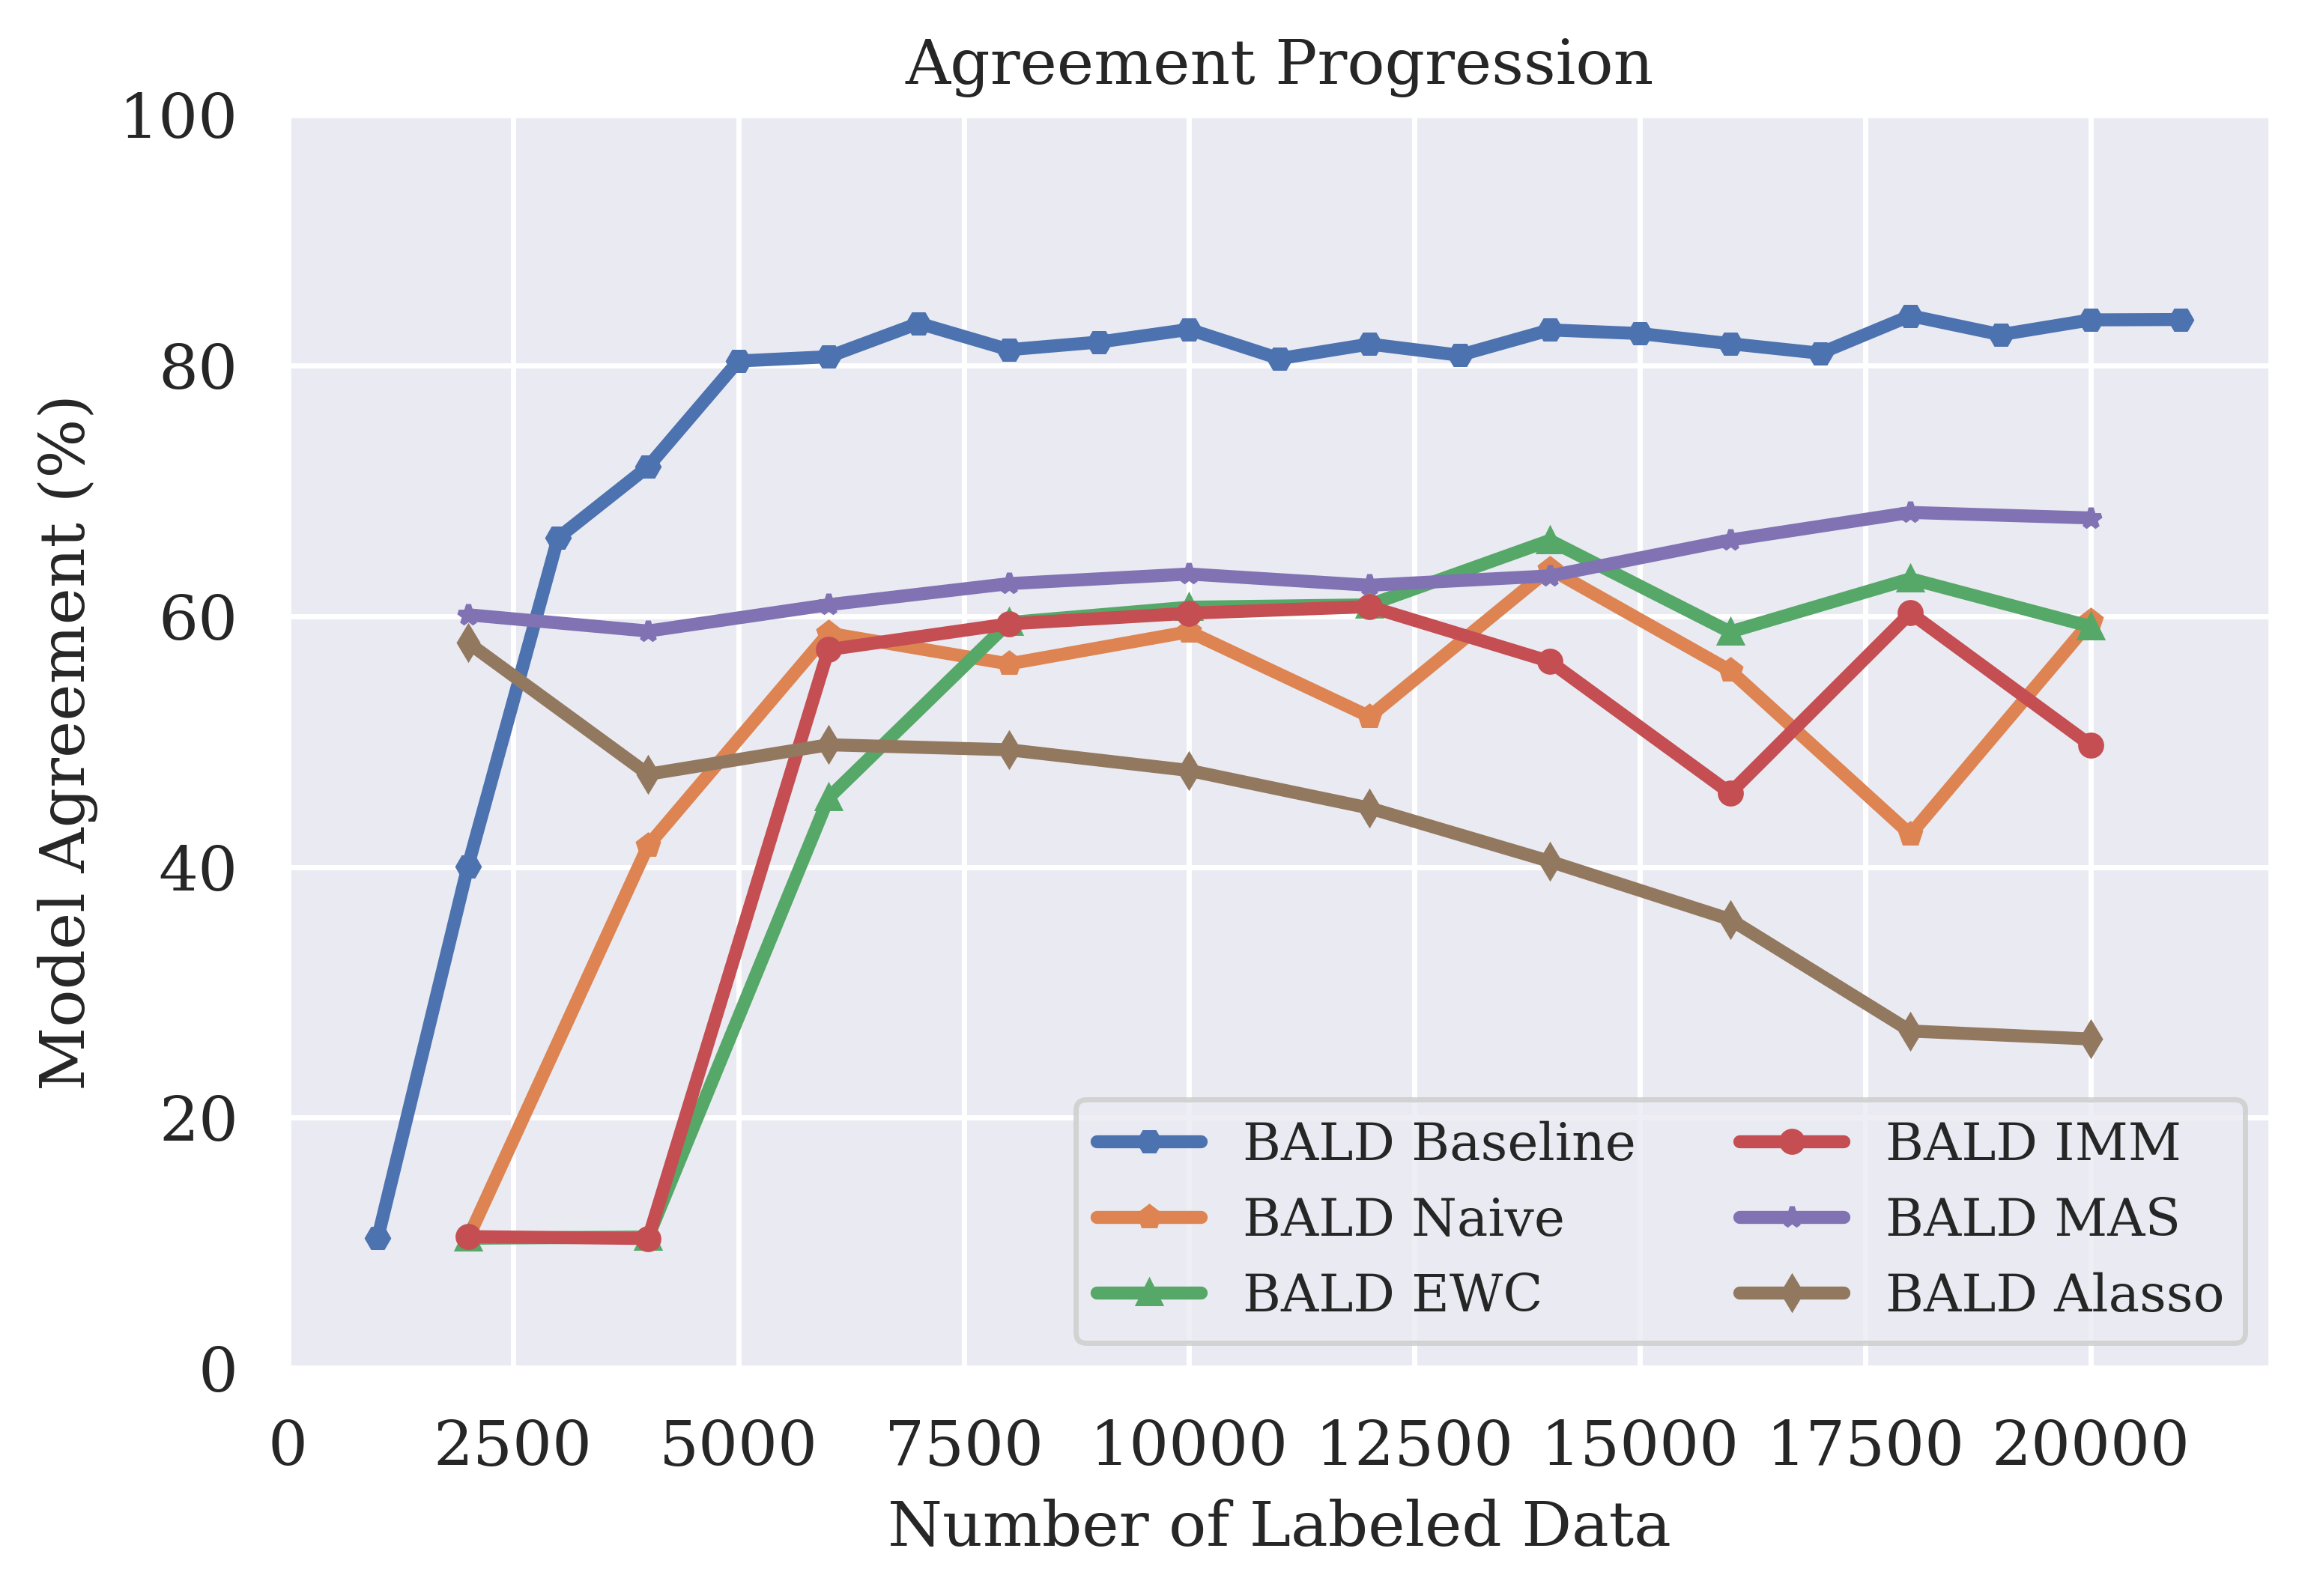 Agreement Progression
Model Agreement (%)
100
80
60
40
20
0
0 2500 5000 7500 10000 12500 15000 17500 20000
Number of Labeled Data
BALD Baseline
BALD Naive
BALD EWC
BALD IMM
BALD MAS
BALD Alasso